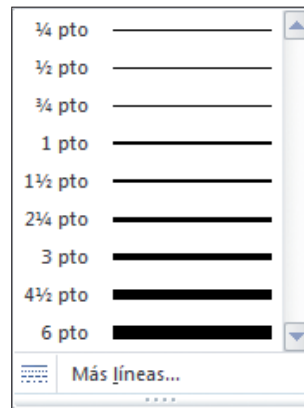 ¼ pto
½ pto
¾ pto
1 pto
1½ pto
2¼ pto
3 pto
4½ pto
6 pto
Más líneas...